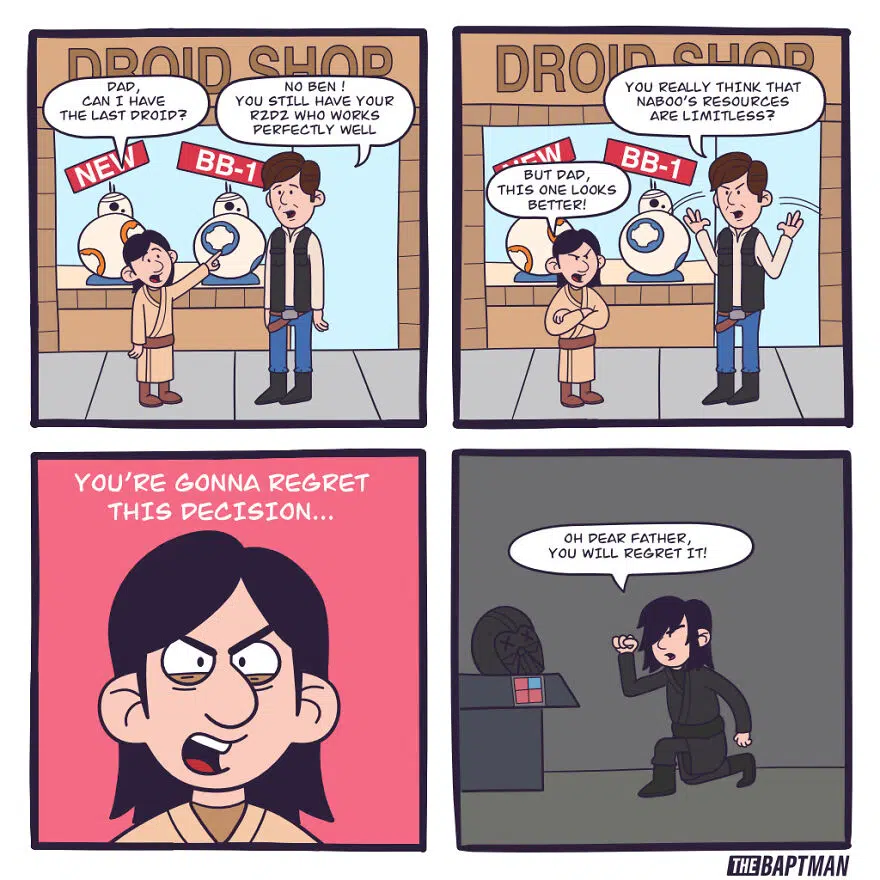 DROID SHOP
DAD,
CAN I HAVE
THE LAST DROID?
NO BEN !
YOU STILL HAVE YOUR
R2D2 WHO WORKS
PERFECTLY WELL
NEW
BB-1
DROID SHOP
YOU REALLY THINK THAT
NABOO'S RESOURCES
ARE LIMITLESS?
NEW
BB-1
BUT DAD,
THIS ONE LOOKS
BETTER!
YOU'RE GONNA REGRET
THIS DECISION...
OH DEAR FATHER,
YOU WILL REGRET IT!
THE BAPTMAN